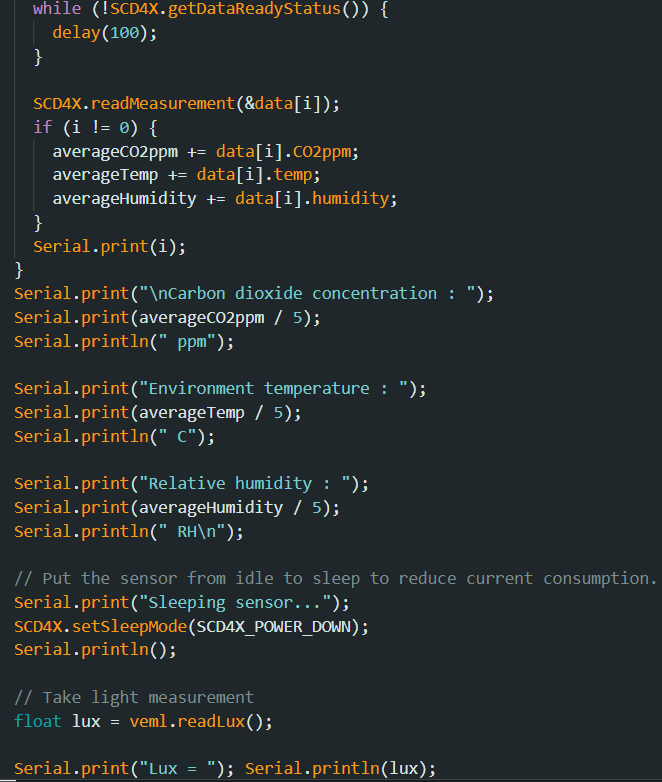 while (!SCD4X.getDataReadyStatus()) {
delay(100);
}
SCD4X.readMeasurement(&data[i]);
if (i != 0) {
averageCO2ppm += data[i].CO2ppm;
averageTemp += data[i].temp;
averageHumidity += data[i].humidity;
}
Serial.print(i);
}
Serial.print("\nCarbon dioxide concentration : ");
Serial.print(averageCO2ppm / 5);
Serial.println(" ppm");
Serial.print("Environment temperature : ");
Serial.print(averageTemp / 5);
Serial.println(" C");
Serial.print("Relative humidity : ");
Serial.print(averageHumidity / 5);
Serial.println(" RH\n");
// Put the sensor from idle to sleep to reduce current consumption.
Serial.print("Sleeping sensor...");
SCD4X.setSleepMode(SCD4X_POWER_DOWN);
Serial.println();
// Take light measurement
float lux = veml.readLux();
Serial.print("Lux = "); Serial.println(lux);